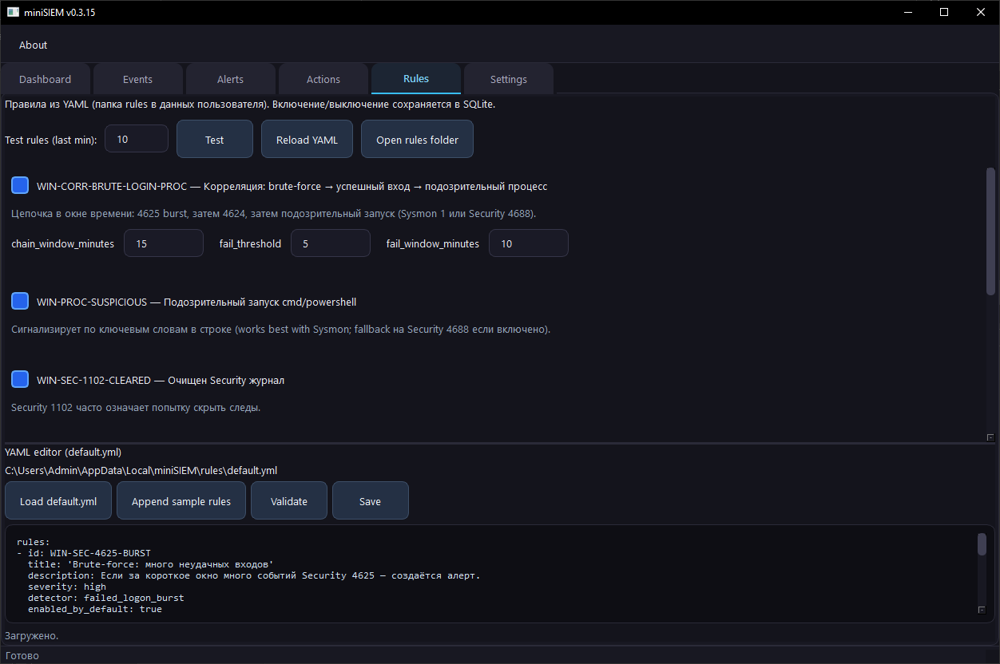 miniSIEM v0.3.15
About
Dashboard Events Alerts Actions Rules Settings
Правила из YAML (папка rules в данных пользователя). Включение/выключение сохраняется в SQLite.
Test rules (last min): 10 Test Reload YAML Open rules folder
WIN-CORR-BRUTE-LOGIN-PROC — Корреляция: brute-force → успешный вход → подозрительный процесс
Цепочка в окне времени: 4625 burst, затем 4624, затем подозрительный запуск (Sysmon 1 или Security 4688).
chain_window_minutes 15 fail_threshold 5 fail_window_minutes 10
WIN-PROC-SUSPICIOUS — Подозрительный запуск cmd/powershell
Сигнализирует по ключевым словам в строке (works best with Sysmon; fallback на Security 4688 если включено).
WIN-SEC-1102-CLEARED — Очищен Security журнал
Security 1102 часто означает попытку скрыть следы.
YAML editor (default.yml)
C:\Users\Admin\AppData\Local\miniSIEM\rules\default.yml
Load default.yml Append sample rules Validate Save
rules:
- id: WIN-SEC-4625-BURST
title: 'Brute-force: много неудачных входов'
description: Если за короткое окно много событий Security 4625 — создаётся алерт.
severity: high
detector: failed_logon_burst
enabled_by_default: true
Загружено.
Готово